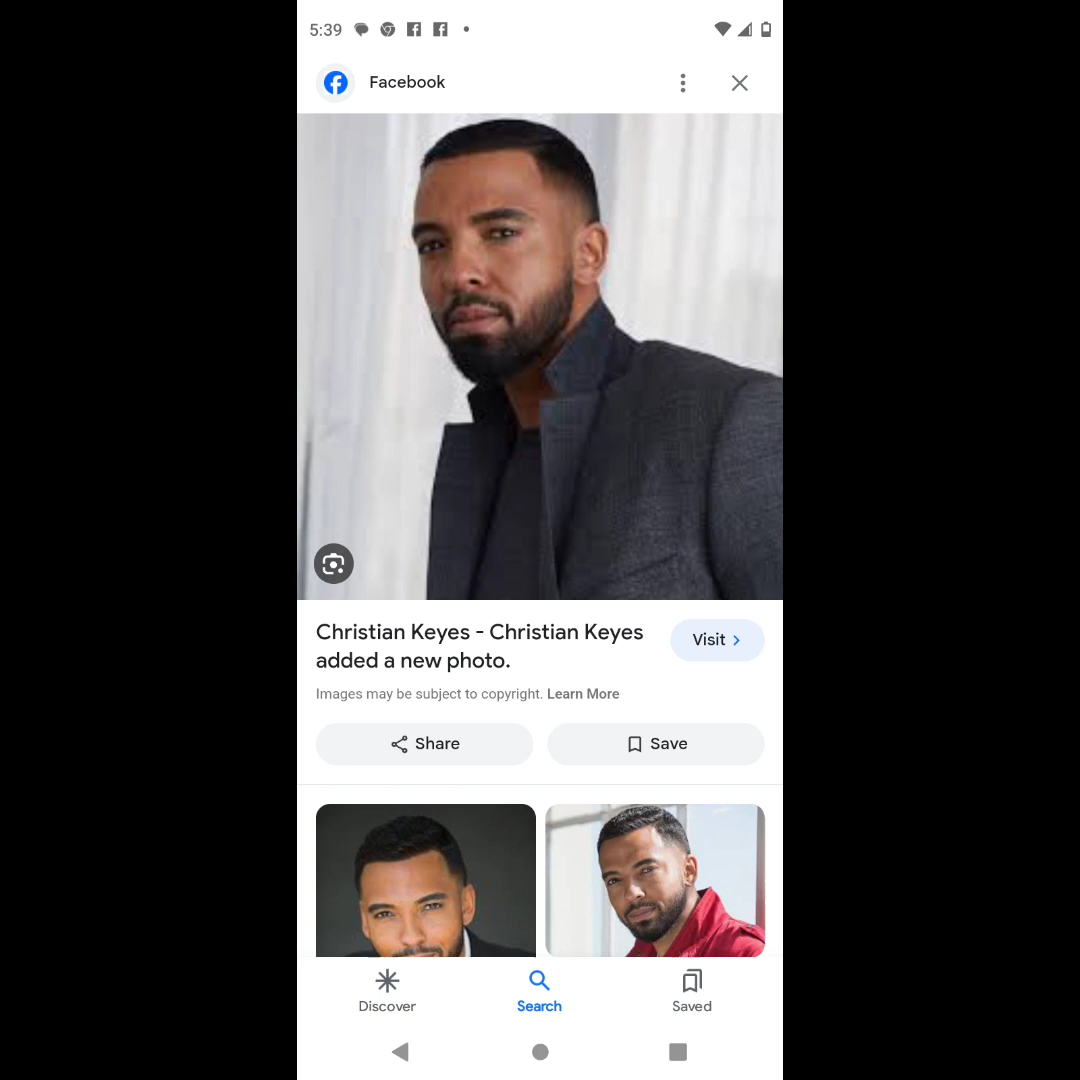 5:39
Facebook
Christian Keyes - Christian Keyes
added a new photo.
Visit
Images may be subject to copyright. Learn More
Share
Save
Discover
Search
Saved